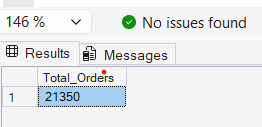 146 % No issues found
Results Messages
Total_Orders
1 21350